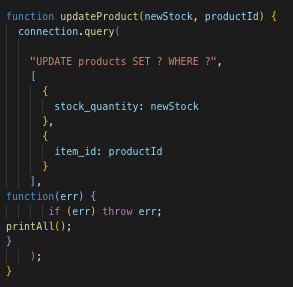 function updateProduct(newStock, productId) {
  connection.query(

    "UPDATE products SET ? WHERE ?",
    [
      {
        stock_quantity: newStock
      },
      {
        item_id: productId
      }
    ],
function(err) {
        if (err) throw err;
printAll();
}
    );
}